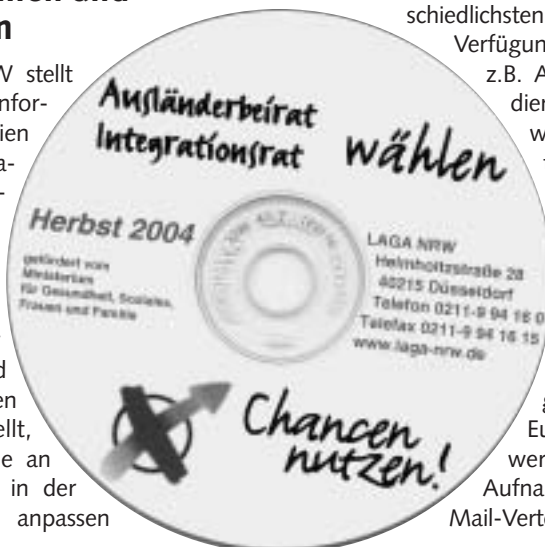 n
W stellt
nfor-
ien
a-
-
d
en
ellt,
e an
in der
anpassen
Ausländerbeirat
Integrationsrat
wählen
Herbst 2004
gefördert vom
Ministerium
für Gesundheit, Soziales,
Frauen und Familie
LAGA NRW
Helmholtzstraße 28
40215 Düsseldorf
Telefon 0211-9 94 16 0
Telefax 0211-9 94 16 15
www.laga-nrw.de
Chancen
nutzen!
schiedlichsten
Verfügun
z.B. A
dier
w
g
Eu
wer
Aufna
Mail-Verte